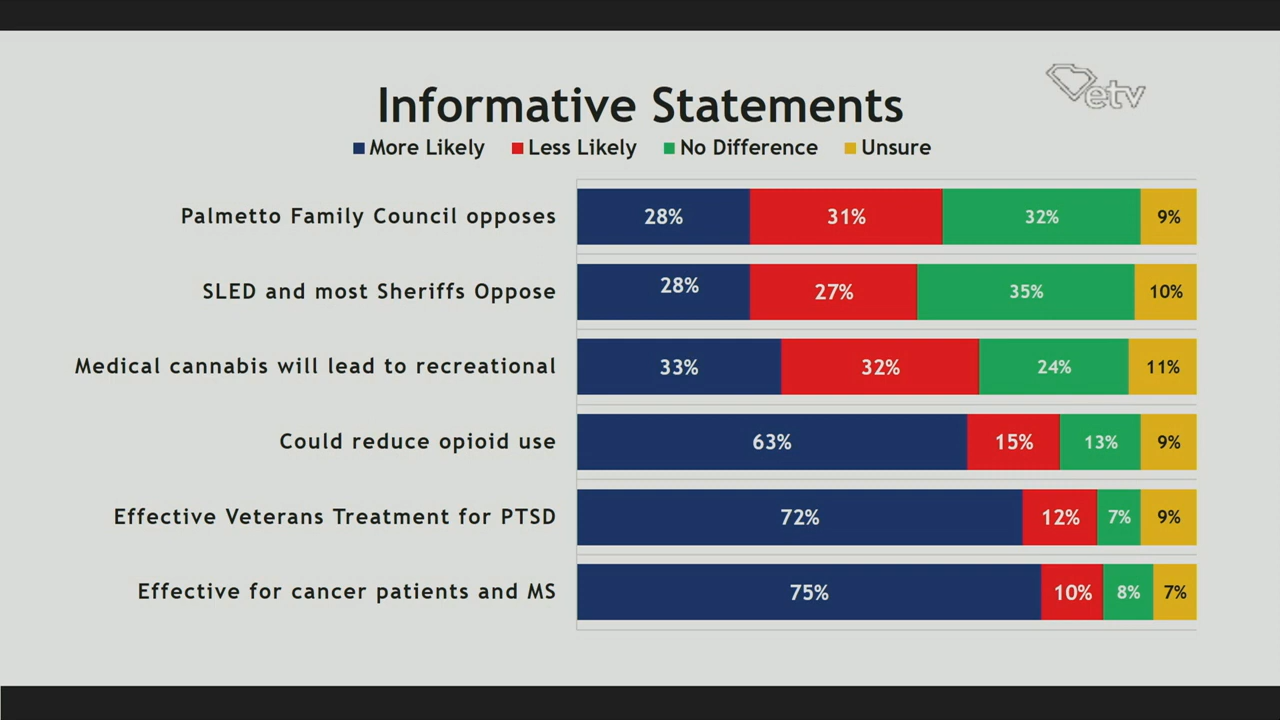 etv
Informative Statements
More Likely Less Likely No Difference Unsure
Palmetto Family Council opposes 28% 31% 32% 9%
SLED and most Sheriffs Oppose 28% 27% 35% 10%
Medical cannabis will lead to recreational 33% 32% 24% 11%
Could reduce opioid use 63% 15% 13% 9%
Effective Veterans Treatment for PTSD 72% 12% 7% 9%
Effective for cancer patients and MS 75% 10% 8% 7%